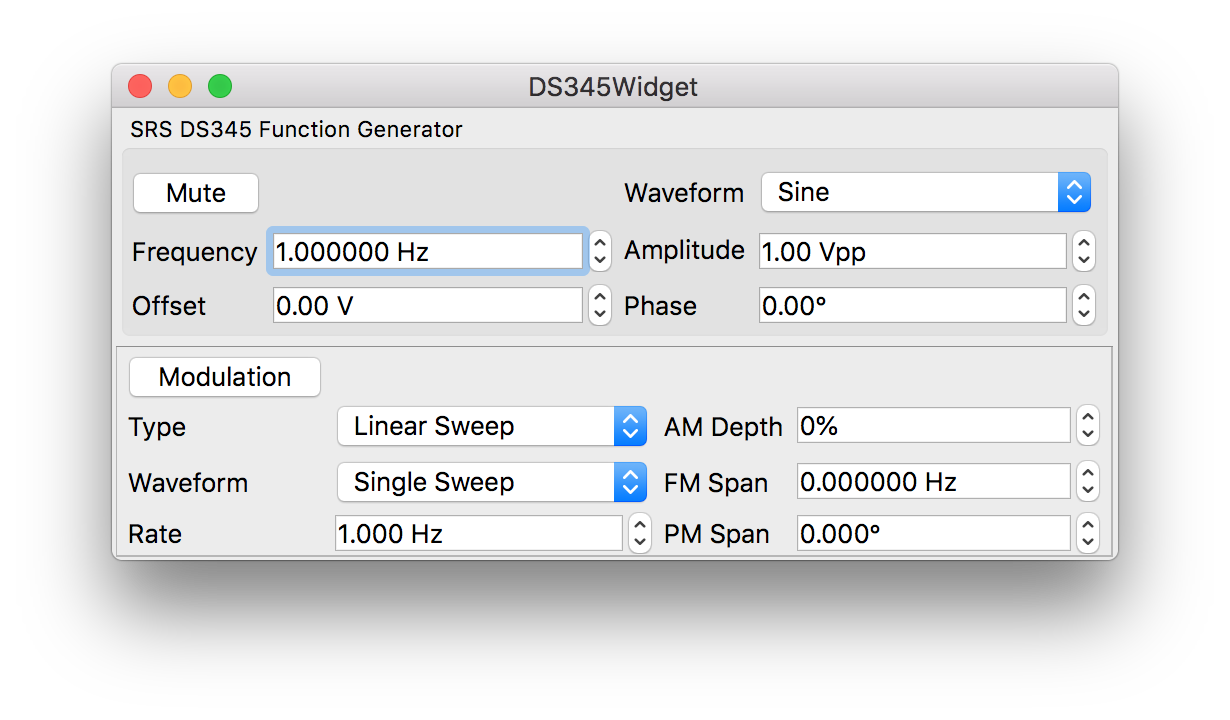 DS345Widget
SRS DS345 Function Generator
Mute Waveform Sine
Frequency 1.000000 Hz Amplitude 1.00 Vpp
Offset 0.00 V Phase 0.00°
Modulation
Type Linear Sweep AM Depth 0%
Waveform Single Sweep FM Span 0.000000 Hz
Rate 1.000 Hz PM Span 0.000°